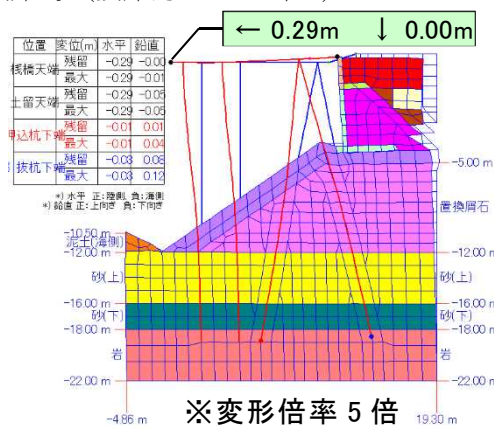 ← 0.29m ↓ 0.00m
位置 変位(m) 水平 鉛直
桟橋天端 残留 -0.29 -0.00
最大 -0.29 -0.01
土留天端 残留 -0.29 -0.05
最大 -0.29 -0.05
押込杭下端 残留 -0.01 0.01
最大 -0.01 0.04
引抜杭下端 残留 -0.03 0.08
最大 -0.03 0.12
*) 水平 正:陸側, 負:海側
*) 鉛直 正:上向き 負:下向き
-5.00 m
置換屑石
-10.50 m
泥土(海側)
-12.00 m
-12.00 m
砂(上)
砂(上)
-16.00 m
-16.00 m
砂(下)
砂(下)
-18.00 m
-18.00 m
岩
岩
-22.00 m
-22.00 m
-4.86 m
※変形倍率5倍
19.30 m